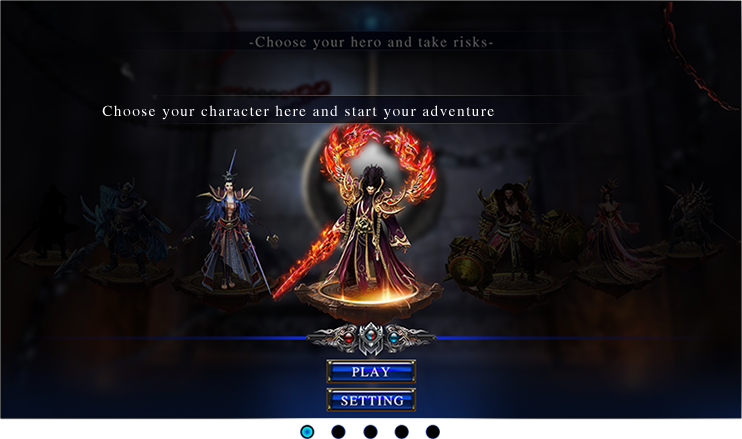 -Choose your hero and take risks-
Choose your character here and start your adventure
PLAY
SETTING